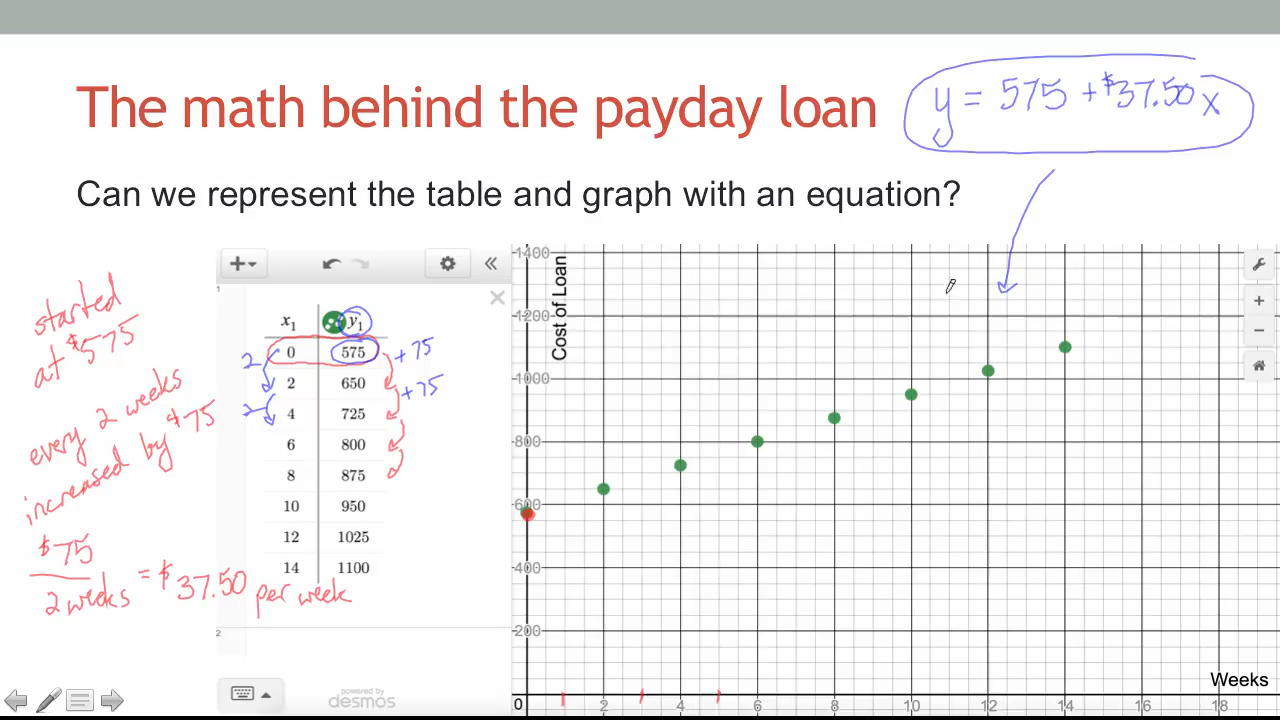 The math behind the payday loan
y = 575 + $37.50 x
Can we represent the table and graph with an equation?
started
at $575
every 2 weeks
increased by $75
$75
2 weeks
= $37.50 per week
1
x₁ y₁
0 575
2 650
4 725
6 800
8 875
10 950
12 1025
14 1100
2
2
+75
+75
2
powered by
desmos
Cost of Loan
1400
1200
1000
800
600
400
200
0 2 4 6 8 10 12 14 16 18
Weeks